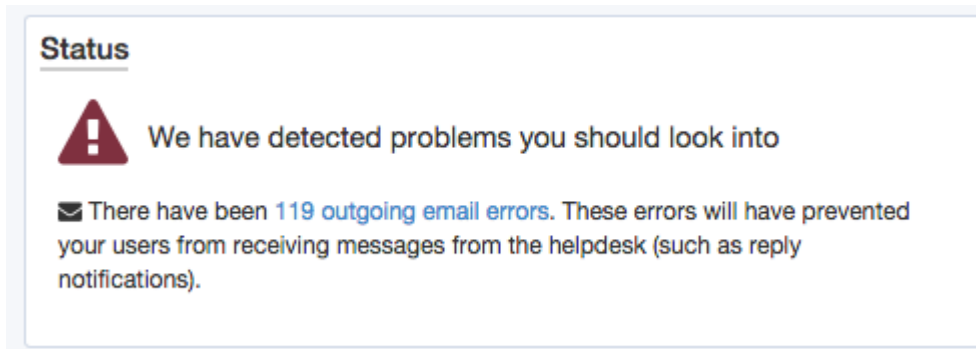 Status
We have detected problems you should look into
There have been 119 outgoing email errors. These errors will have prevented
your users from receiving messages from the helpdesk (such as reply
notifications).